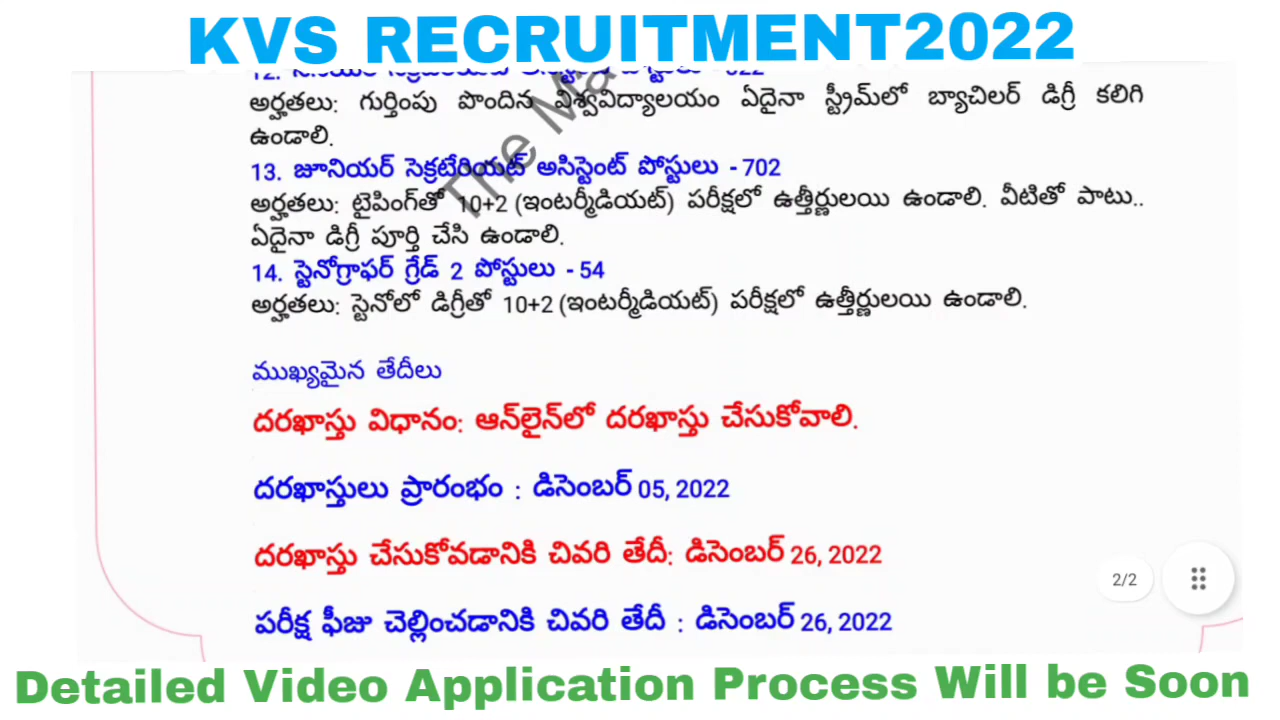 KVS RECRUITMENT2022
అర్హతలు: గుర్తింపు పొందిన విశ్వవిద్యాలయం ఏదైనా స్ట్రీమ్‌లో బ్యాచిలర్ డిగ్రీ కలిగి
ఉండాలి.
13. జూనియర్ సెక్రటేరియట్ అసిస్టెంట్ పోస్టులు - 702
అర్హతలు: టైపింగ్‌తో 10+2 (ఇంటర్మీడియట్) పరీక్షలో ఉత్తీర్ణులయి ఉండాలి. వీటితో పాటు..
ఏదైనా డిగ్రీ పూర్తి చేసి ఉండాలి.
14. స్టెనోగ్రాఫర్ గ్రేడ్ 2 పోస్టులు - 54
అర్హతలు: స్టెనోలో డిగ్రీతో 10+2 (ఇంటర్మీడియట్) పరీక్షలో ఉత్తీర్ణులయి ఉండాలి.
ముఖ్యమైన తేదీలు
దరఖాస్తు విధానం: ఆన్‌లైన్‌లో దరఖాస్తు చేసుకోవాలి.
దరఖాస్తులు ప్రారంభం : డిసెంబర్ 05, 2022
దరఖాస్తు చేసుకోవడానికి చివరి తేదీ: డిసెంబర్ 26, 2022
2/2
పరీక్ష ఫీజు చెల్లించడానికి చివరి తేదీ : డిసెంబర్ 26, 2022
Detailed Video Application Process Will be Soon